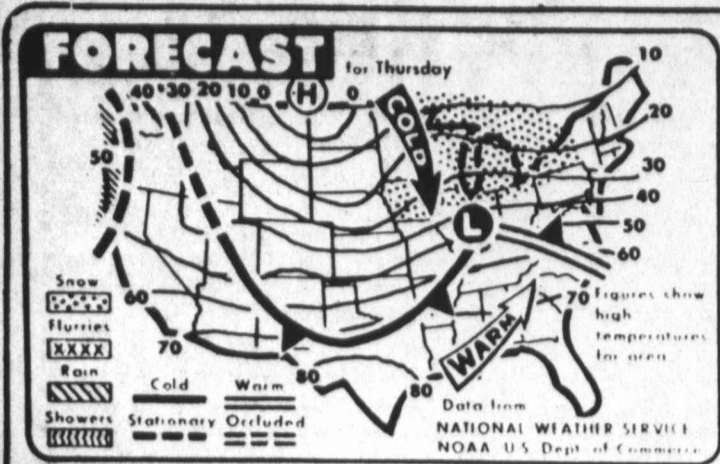 FORECAST
for Thursday
40 30 20 10 0 H 0
10
20
30
40
50
60
70
COLD
L
50
60
70
80
80
WARM
Snow
Flurries
XXXX
Rain
Showers
Cold Warm
Stationary Occluded
Figures show
high
temperatures
for area
Data from
NATIONAL WEATHER SERVICE
NOAA U S Dept of Commerce